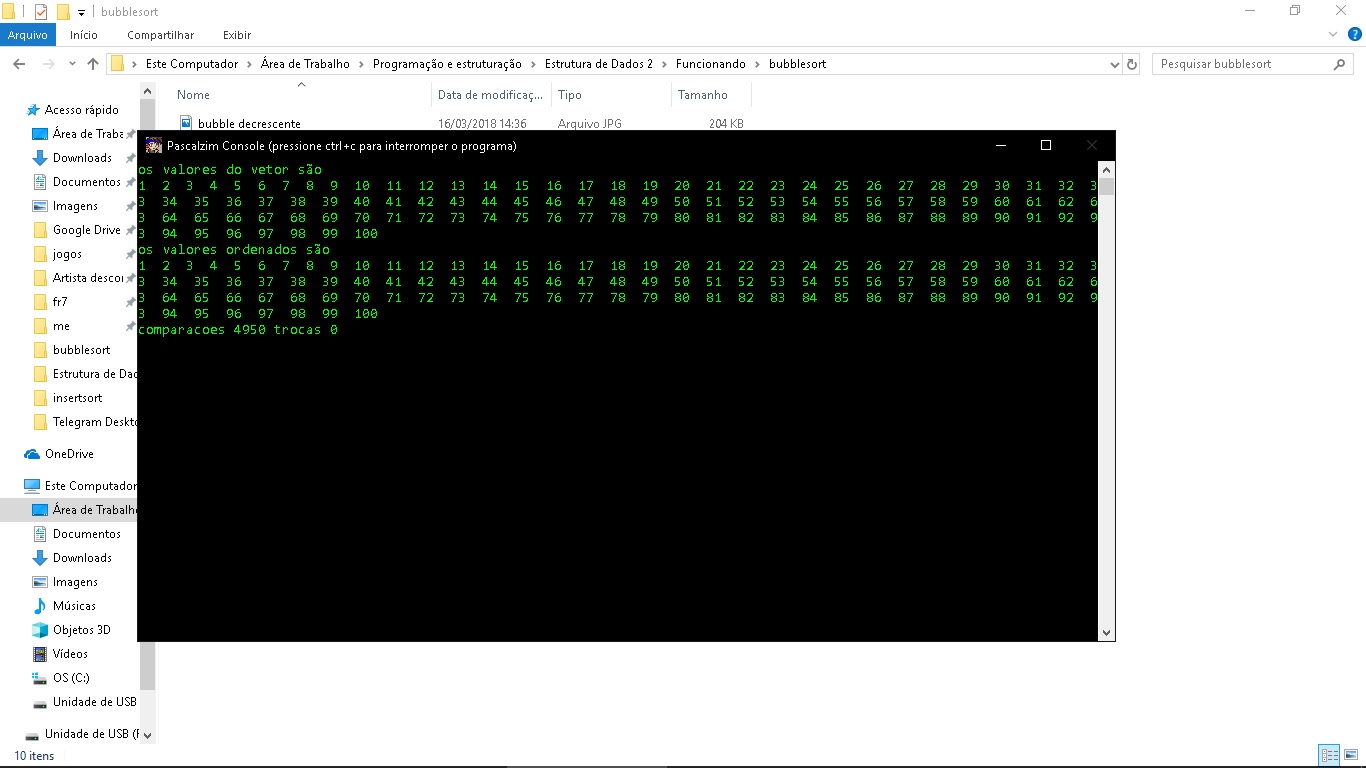 bubblesort
Arquivo Início Compartilhar Exibir
Este Computador Área de Trabalho Programação e estruturação Estrutura de Dados 2 Funcionando bubblesort Pesquisar bubblesort
Nome Data de modificaç... Tipo Tamanho
bubble decrescente 16/03/2018 14:36 Arquivo JPG 204 KB
Acesso rápido
Área de Traba
Downloads
Documentos
Imagens
Google Drive
jogos
Artista descor
fr7
me
bubblesort
Estrutura de Dad
insertsort
Telegram Deskto
OneDrive
Este Computador
Área de Trabalho
Documentos
Downloads
Imagens
Músicas
Objetos 3D
Vídeos
OS (C:)
Unidade de USB
Unidade de USB (F
10 itens
Pascalzim Console (pressione ctrl+c para interromper o programa)
os valores do vetor são
1 2 3 4 5 6 7 8 9 10 11 12 13 14 15 16 17 18 19 20 21 22 23 24 25 26 27 28 29 30 31 32 3
3 34 35 36 37 38 39 40 41 42 43 44 45 46 47 48 49 50 51 52 53 54 55 56 57 58 59 60 61 62 6
3 64 65 66 67 68 69 70 71 72 73 74 75 76 77 78 79 80 81 82 83 84 85 86 87 88 89 90 91 92 9
3 94 95 96 97 98 99 100
os valores ordenados são
1 2 3 4 5 6 7 8 9 10 11 12 13 14 15 16 17 18 19 20 21 22 23 24 25 26 27 28 29 30 31 32 3
3 34 35 36 37 38 39 40 41 42 43 44 45 46 47 48 49 50 51 52 53 54 55 56 57 58 59 60 61 62 6
3 64 65 66 67 68 69 70 71 72 73 74 75 76 77 78 79 80 81 82 83 84 85 86 87 88 89 90 91 92 9
3 94 95 96 97 98 99 100
comparacoes 4950 trocas 0